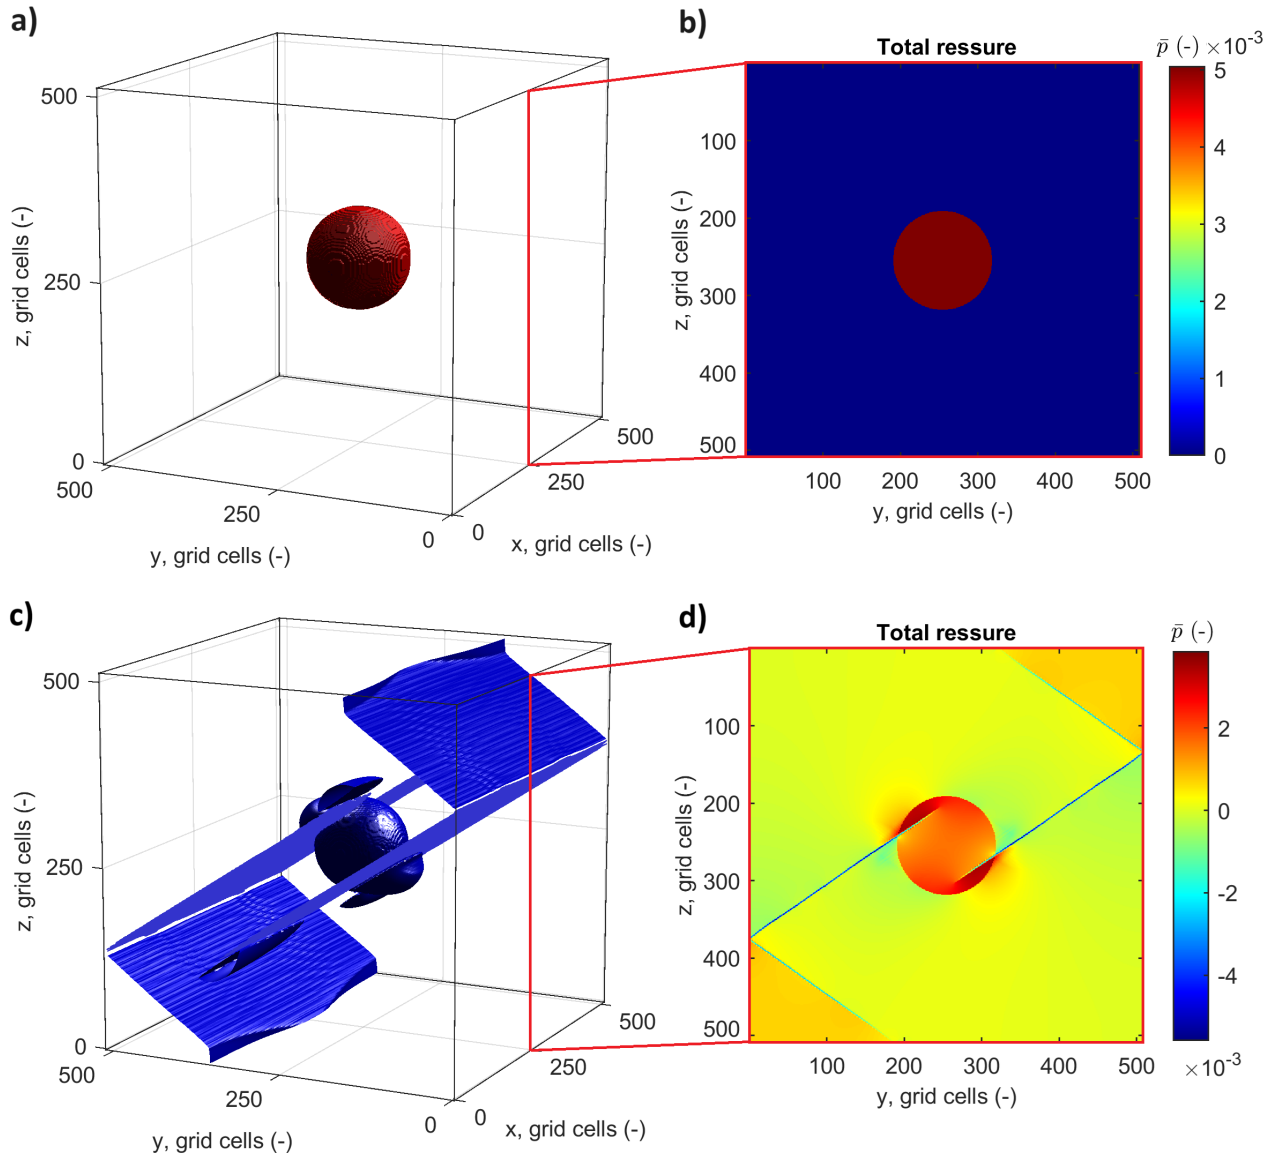 a)
500
250
0
z, grid cells (-)
500
250
0
y, grid cells (-)
0
250
500
x, grid cells (-)
b)
Total ressure
p̄ (-) ×10⁻³
100
200
300
400
500
z, grid cells (-)
100 200 300 400 500
y, grid cells (-)
5
4
3
2
1
0
c)
500
250
0
z, grid cells (-)
500
250
0
y, grid cells (-)
0
250
500
x, grid cells (-)
d)
Total ressure
p̄ (-)
100
200
300
400
500
z, grid cells (-)
100 200 300 400 500
y, grid cells (-)
2
0
-2
-4
×10⁻³